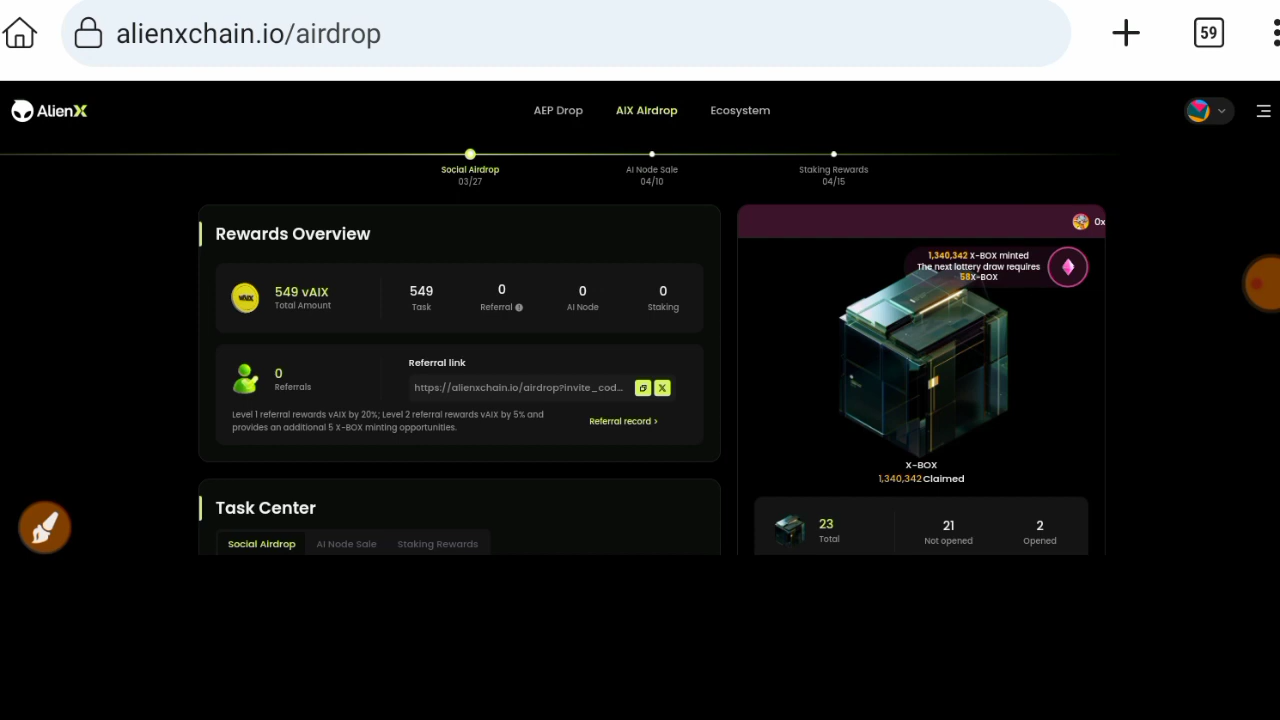 alienxchain.io/airdrop
59
AlienX
AEP Drop
AIX Airdrop
Ecosystem
Social Airdrop
03/27
AI Node Sale
04/10
Staking Rewards
04/15
Rewards Overview
vAIX
549 vAIX
Total Amount
549
Task
0
Referral
0
AI Node
0
Staking
0
Referrals
Referral link
https://alienxchain.io/airdrop?invite_cod...
X
Level 1 referral rewards vAIX by 20%; Level 2 referral rewards vAIX by 5% and
provides an additional 5 X-BOX minting opportunities.
Referral record >
Task Center
Social Airdrop
AI Node Sale
Staking Rewards
0x
1,340,342 X-BOX minted
The next lottery draw requires
58X-BOX
X-BOX
1,340,342 Claimed
23
Total
21
Not opened
2
Opened